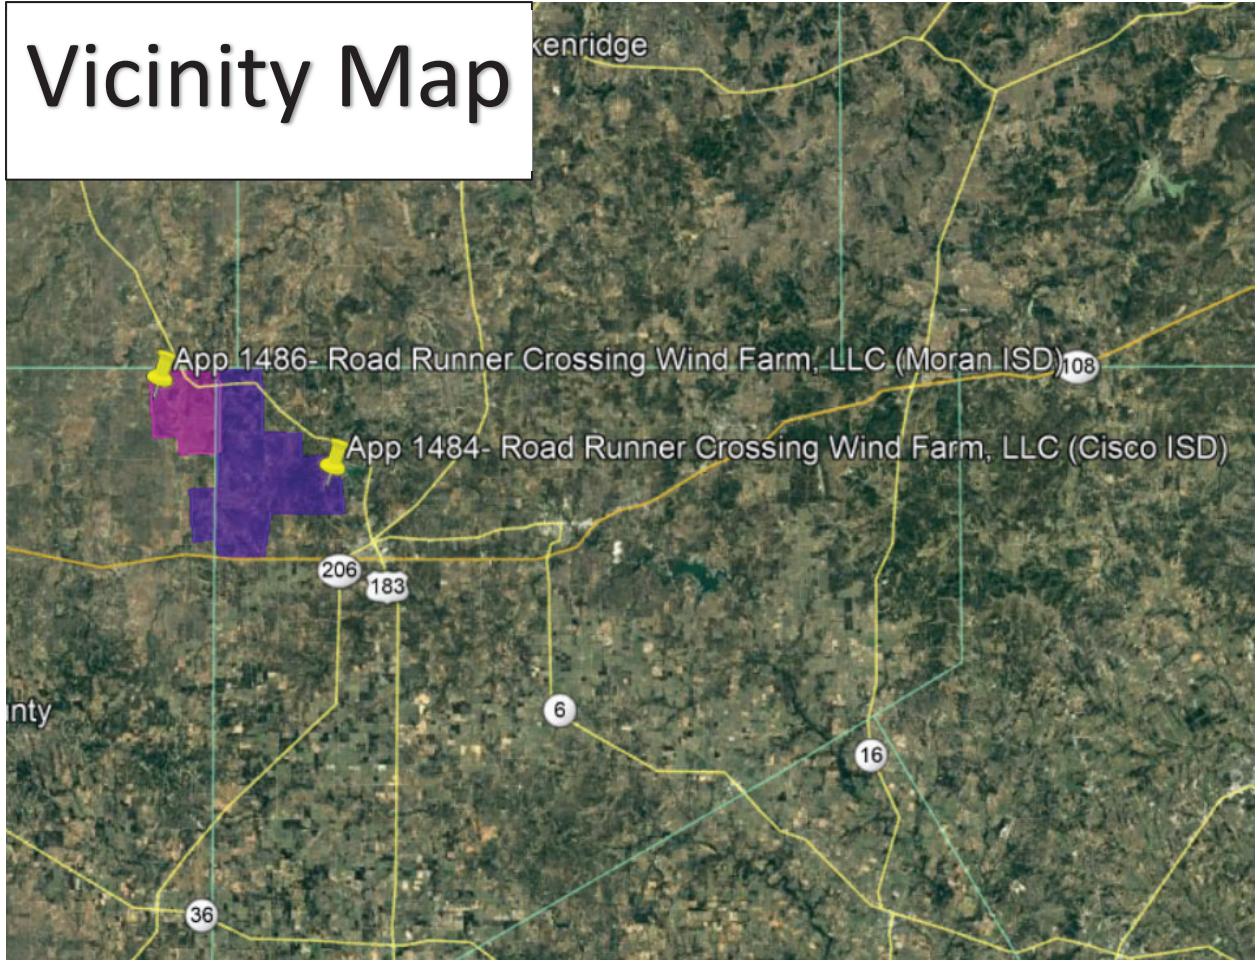 Vicinity Map
kenridge
App 1486- Road Runner Crossing Wind Farm, LLC (Moran ISD)
108
App 1484- Road Runner Crossing Wind Farm, LLC (Cisco ISD)
206
183
nty
6
16
36